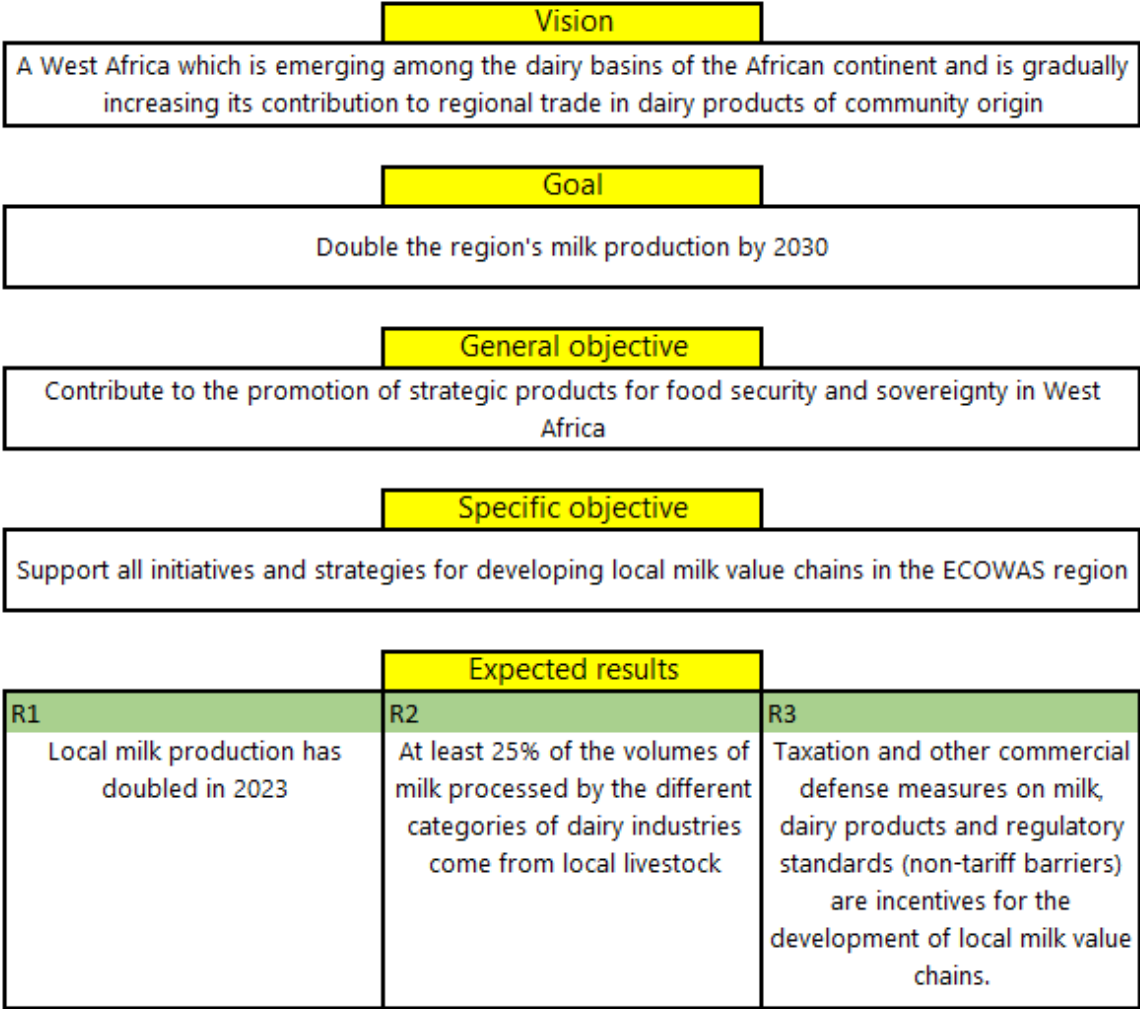 Vision
A West Africa which is emerging among the dairy basins of the African continent and is gradually
increasing its contribution to regional trade in dairy products of community origin
Goal
Double the region's milk production by 2030
General objective
Contribute to the promotion of strategic products for food security and sovereignty in West
Africa
Specific objective
Support all initiatives and strategies for developing local milk value chains in the ECOWAS region
Expected results
R1
Local milk production has
doubled in 2023
R2
At least 25% of the volumes of
milk processed by the different
categories of dairy industries
come from local livestock
R3
Taxation and other commercial
defense measures on milk,
dairy products and regulatory
standards (non-tariff barriers)
are incentives for the
development of local milk value
chains.